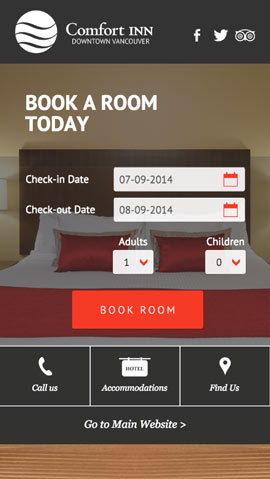 Comfort Inn
DOWNTOWN VANCOUVER
BOOK A ROOM
TODAY
Check-in Date 07-09-2014
Check-out Date 08-09-2014
Adults Children
1 0
BOOK ROOM
HOTEL
Call us Accommodations Find Us
Go to Main Website >